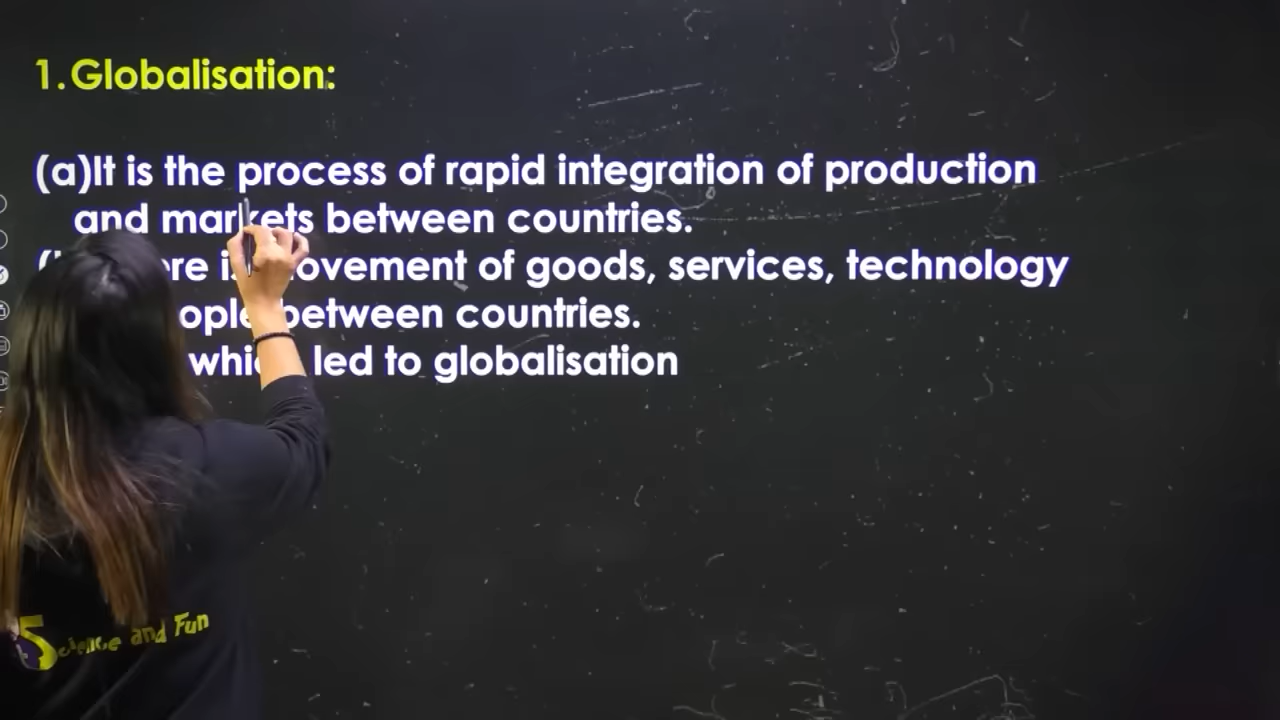 1. Globalisation:
(a)It is the process of rapid integration of production
and markets between countries.
of goods, services, technology
between countries.
led to globalisation
Science and Fun